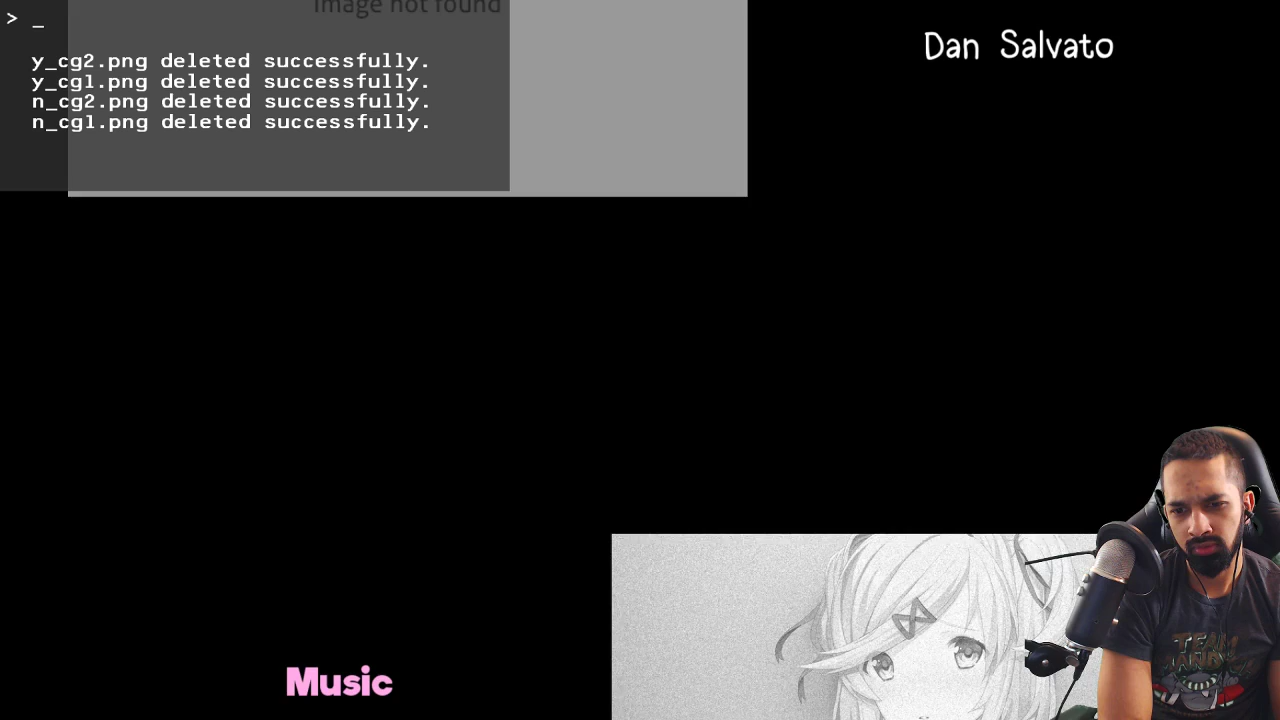 Image not found
> _
Dan Salvato
y_cg2.png deleted successfully.
y_cg1.png deleted successfully.
n_cg2.png deleted successfully.
n_cg1.png deleted successfully.
TEAM
Music